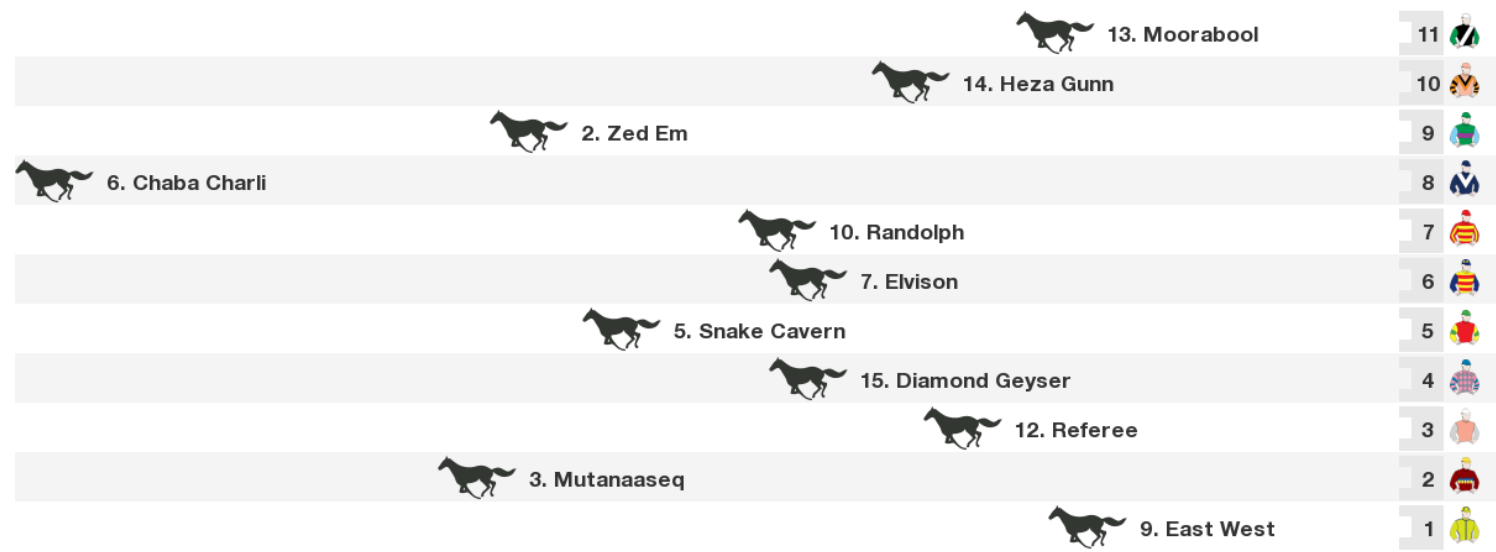 13. Moorabool 11
14. Heza Gunn 10
2. Zed Em 9
6. Chaba Charli 8
10. Randolph 7
7. Elvison 6
5. Snake Cavern 5
15. Diamond Geyser 4
12. Referee 3
3. Mutanaaseq 2
9. East West 1